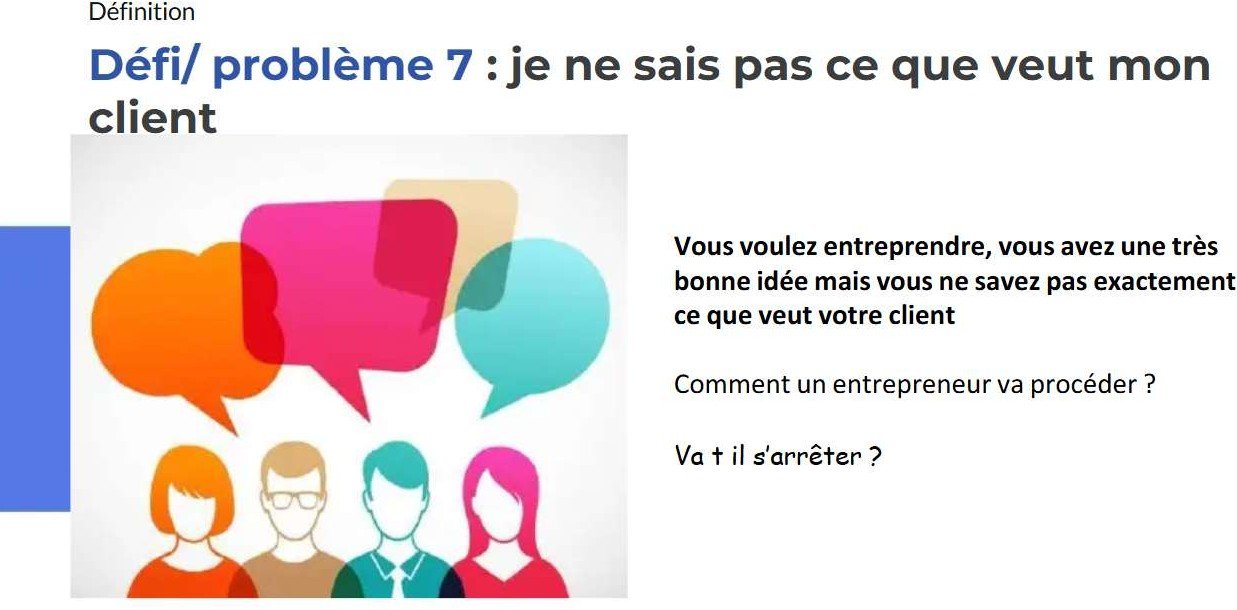 Définition
Défi/ problème 7 : je ne sais pas ce que veut mon
client
Vous voulez entreprendre, vous avez une très
bonne idée mais vous ne savez pas exactement
ce que veut votre client
Comment un entrepreneur va procéder ?
Va t il s'arrêter ?